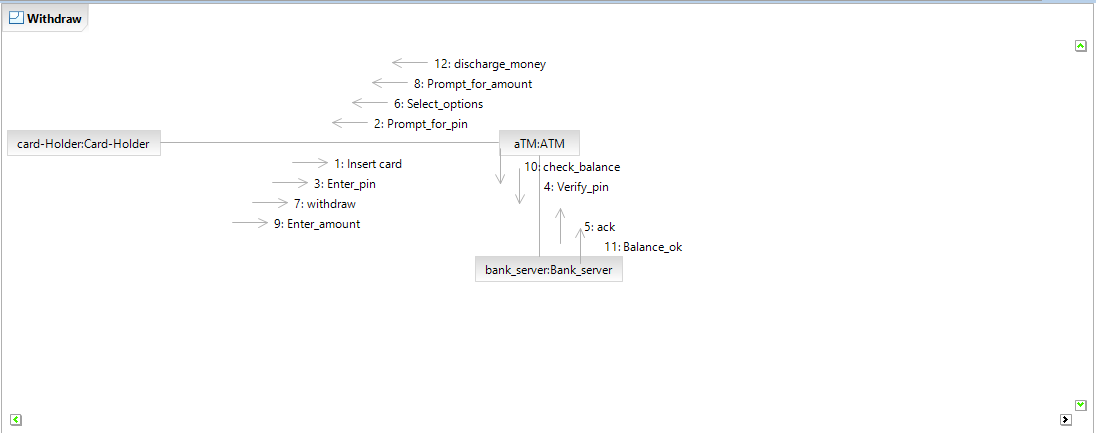 Withdraw
12: discharge_money
8: Prompt_for_amount
6: Select_options
2: Prompt_for_pin
card-Holder:Card-Holder
aTM:ATM
1: Insert card
10: check_balance
3: Enter_pin
4: Verify_pin
7: withdraw
9: Enter_amount
5: ack
11: Balance_ok
bank_server:Bank_server